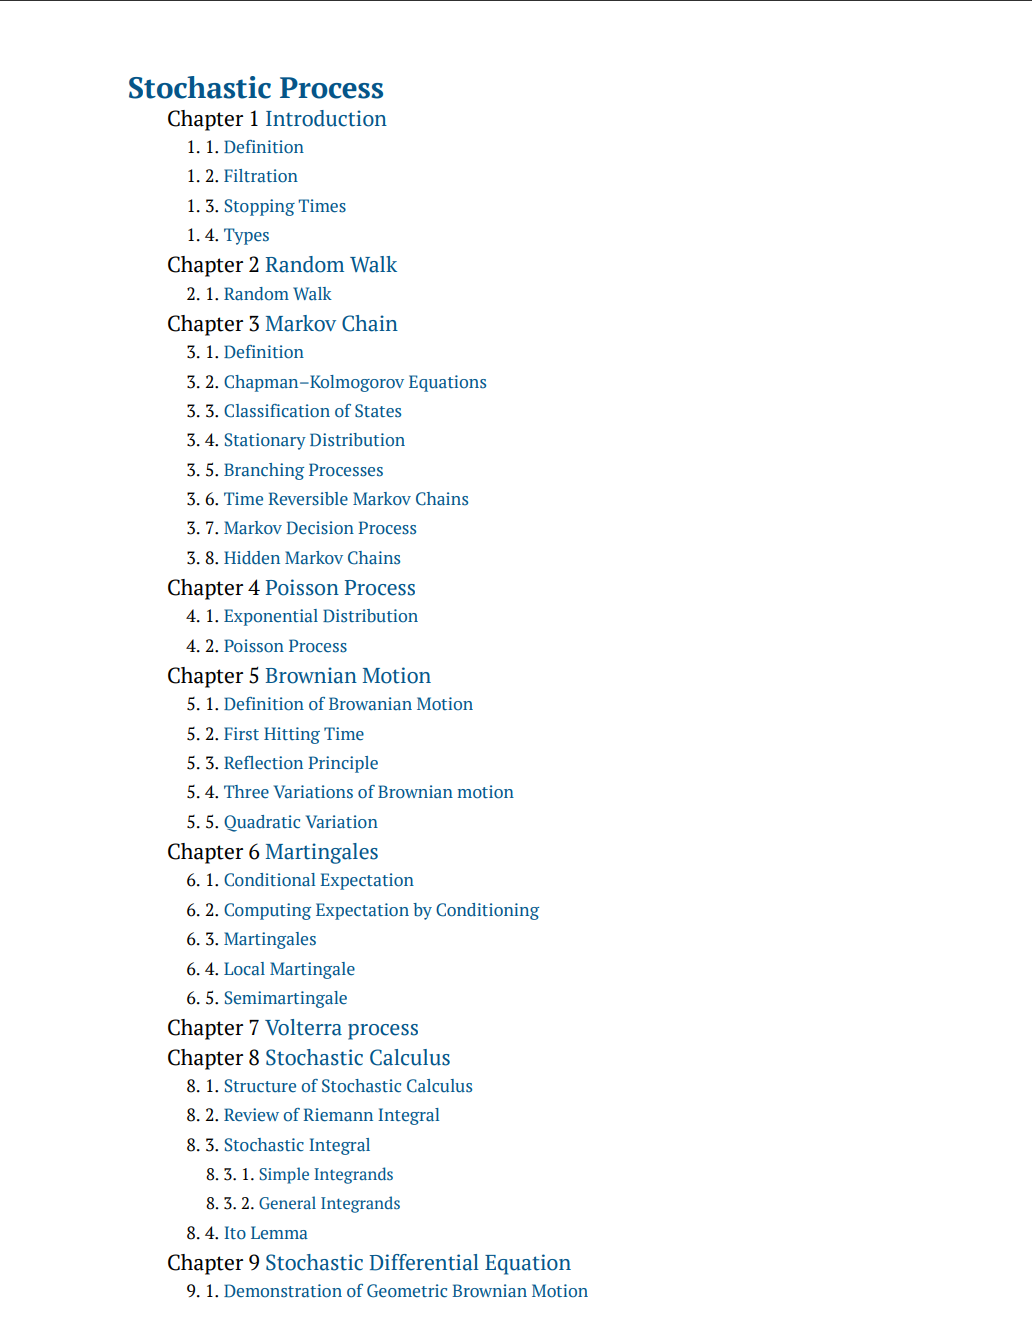 Stochastic Process
Chapter 1 Introduction
1. 1. Definition
1. 2. Filtration
1. 3. Stopping Times
1. 4. Types
Chapter 2 Random Walk
2. 1. Random Walk
Chapter 3 Markov Chain
3. 1. Definition
3. 2. Chapman–Kolmogorov Equations
3. 3. Classification of States
3. 4. Stationary Distribution
3. 5. Branching Processes
3. 6. Time Reversible Markov Chains
3. 7. Markov Decision Process
3. 8. Hidden Markov Chains
Chapter 4 Poisson Process
4. 1. Exponential Distribution
4. 2. Poisson Process
Chapter 5 Brownian Motion
5. 1. Definition of Browanian Motion
5. 2. First Hitting Time
5. 3. Reflection Principle
5. 4. Three Variations of Brownian motion
5. 5. Quadratic Variation
Chapter 6 Martingales
6. 1. Conditional Expectation
6. 2. Computing Expectation by Conditioning
6. 3. Martingales
6. 4. Local Martingale
6. 5. Semimartingale
Chapter 7 Volterra process
Chapter 8 Stochastic Calculus
8. 1. Structure of Stochastic Calculus
8. 2. Review of Riemann Integral
8. 3. Stochastic Integral
8. 3. 1. Simple Integrands
8. 3. 2. General Integrands
8. 4. Ito Lemma
Chapter 9 Stochastic Differential Equation
9. 1. Demonstration of Geometric Brownian Motion